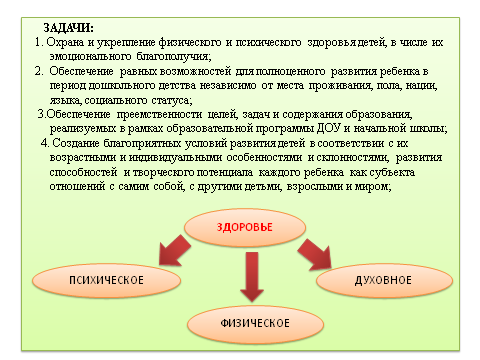 ЗАДАЧИ:
1. Охрана и укрепление физического и психического здоровья детей, в числе их
эмоционального благополучия;
2. Обеспечение равных возможностей для полноценного развития ребенка в
период дошкольного детства независимо от места проживания, пола, нации,
языка, социального статуса;
3.Обеспечение преемственности целей, задач и содержания образования,
реализуемых в рамках образовательной программы ДОУ и начальной школы;
4. Создание благоприятных условий развития детей в соответствии с их
возрастными и индивидуальными особенностями и склонностями, развития
способностей и творческого потенциала каждого ребенка как субъекта
отношений с самим собой, с другими детьми, взрослыми и миром;
ЗДОРОВЬЕ
ПСИХИЧЕСКОЕ
ДУХОВНОЕ
ФИЗИЧЕСКОЕ